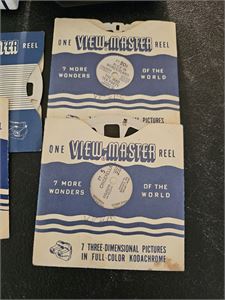 ONE VIEW-MASTER REEL
7 MORE WONDERS
OF THE WORLD
PICTURES
ONE VIEW-MASTER REEL
7 MORE WONDERS
OF THE WORLD
7 THREE-DIMENSIONAL PICTURES
IN FULL-COLOR KODACHROME